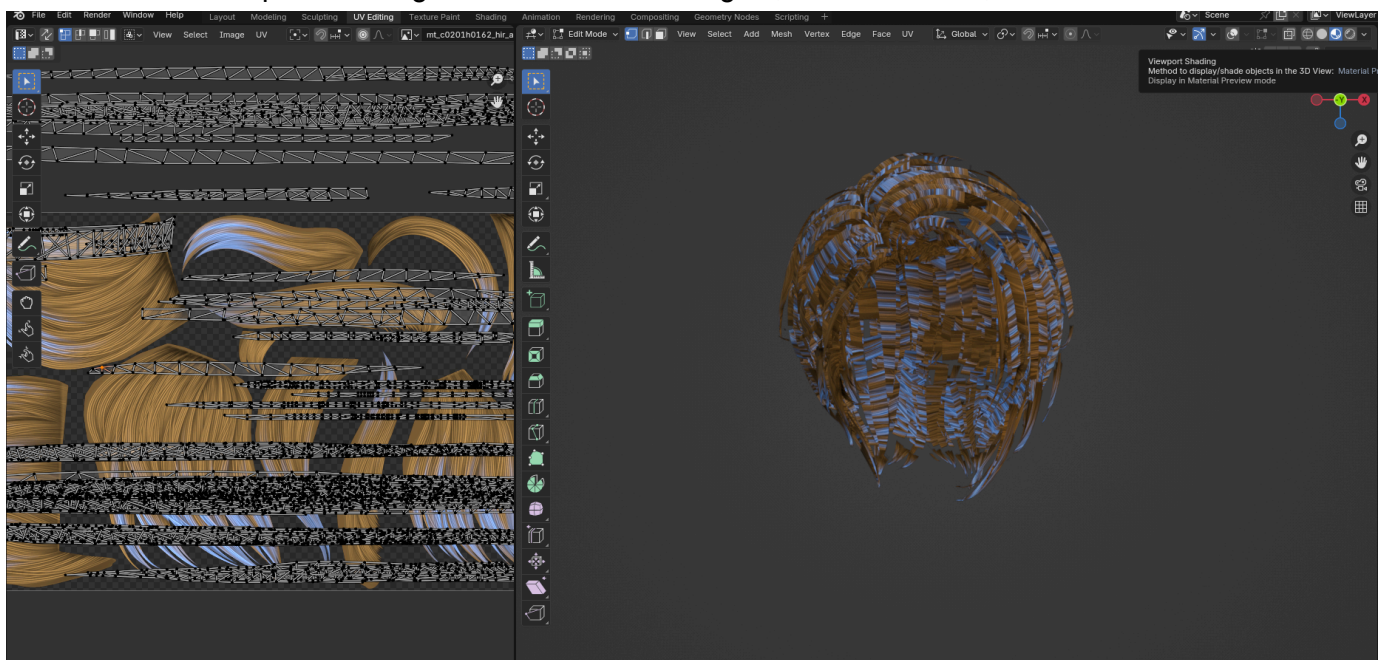 File Edit Render Window Help Layout Modeling Sculpting UV Editing Texture Paint Shading Animation Rendering Compositing Geometry Nodes Scripting + Scene ViewLayer
View Select Image UV mt_c0201h0162_hir_a Edit Mode View Select Add Mesh Vertex Edge Face UV Global
Viewport Shading
Method to display/shade objects in the 3D View: Material
Display in Material Preview mode
Y X